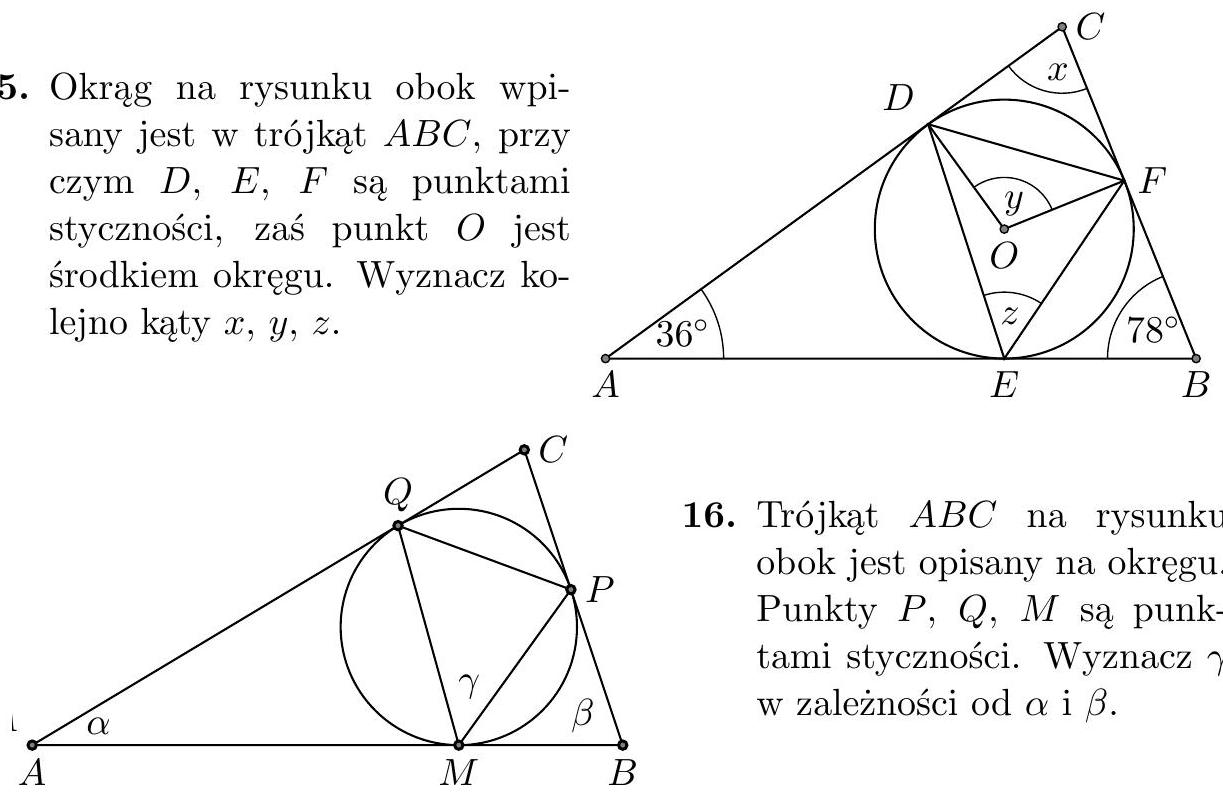 5. Okrąg na rysunku obok wpi-
sany jest w trójkąt ABC, przy
czym D, E, F są punktami
styczności, zaś punkt O jest
środkiem okręgu. Wyznacz ko-
lejno kąty x, y, z.
C
x
D
F
y
O
z
36°
78°
A
E
B
C
Q
P
γ
β
α
A
M
B
16. Trójkąt ABC na rysunku
obok jest opisany na okręgu.
Punkty P, Q, M są punk-
tami styczności. Wyznacz γ
w zależności od α i β.